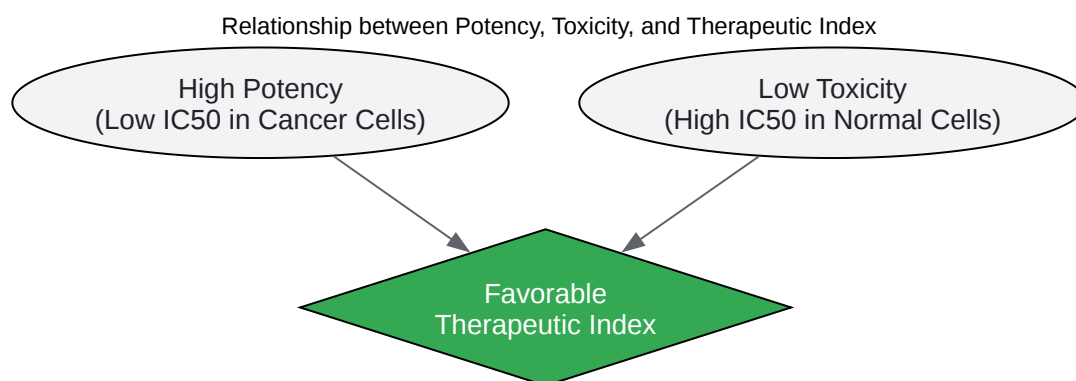 Relationship between Potency, Toxicity, and Therapeutic Index
High Potency
(Low IC50 in Cancer Cells)
Low Toxicity
(High IC50 in Normal Cells)
Favorable
Therapeutic Index